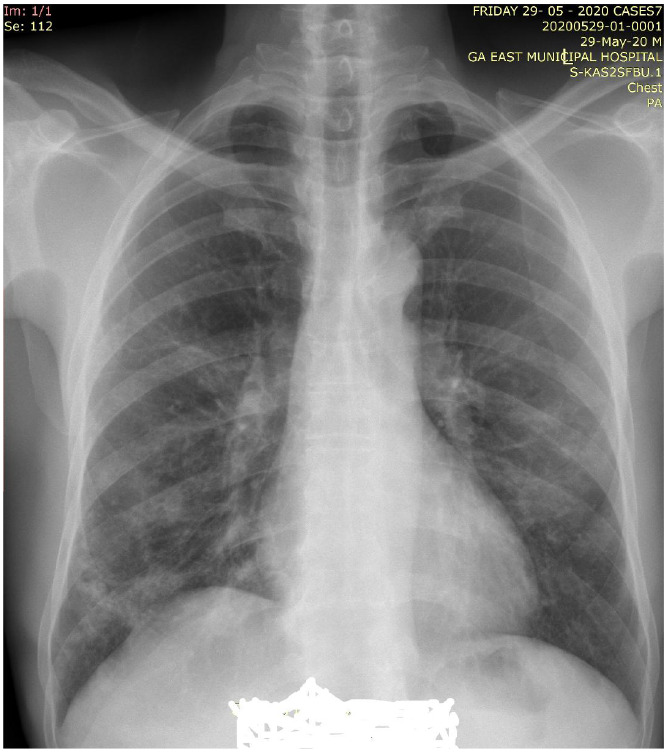 Im: 1/1
Se: 112
FRIDAY 29- 05 - 2020 CASES7
20200529-01-0001
29-May-20 M
GA EAST MUNICIPAL HOSPITAL
S-KAS2SFBU.1
Chest
PA
L